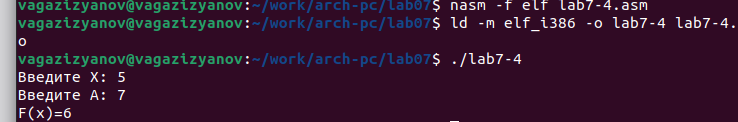 vagazizyanov@vagazizyanov:~/work/arch-pc/lab07$ nasm -f elf lab7-4.asm
vagazizyanov@vagazizyanov:~/work/arch-pc/lab07$ ld -m elf_i386 -o lab7-4 lab7-4.
o
vagazizyanov@vagazizyanov:~/work/arch-pc/lab07$ ./lab7-4
Введите X: 5
Введите A: 7
F(x)=6